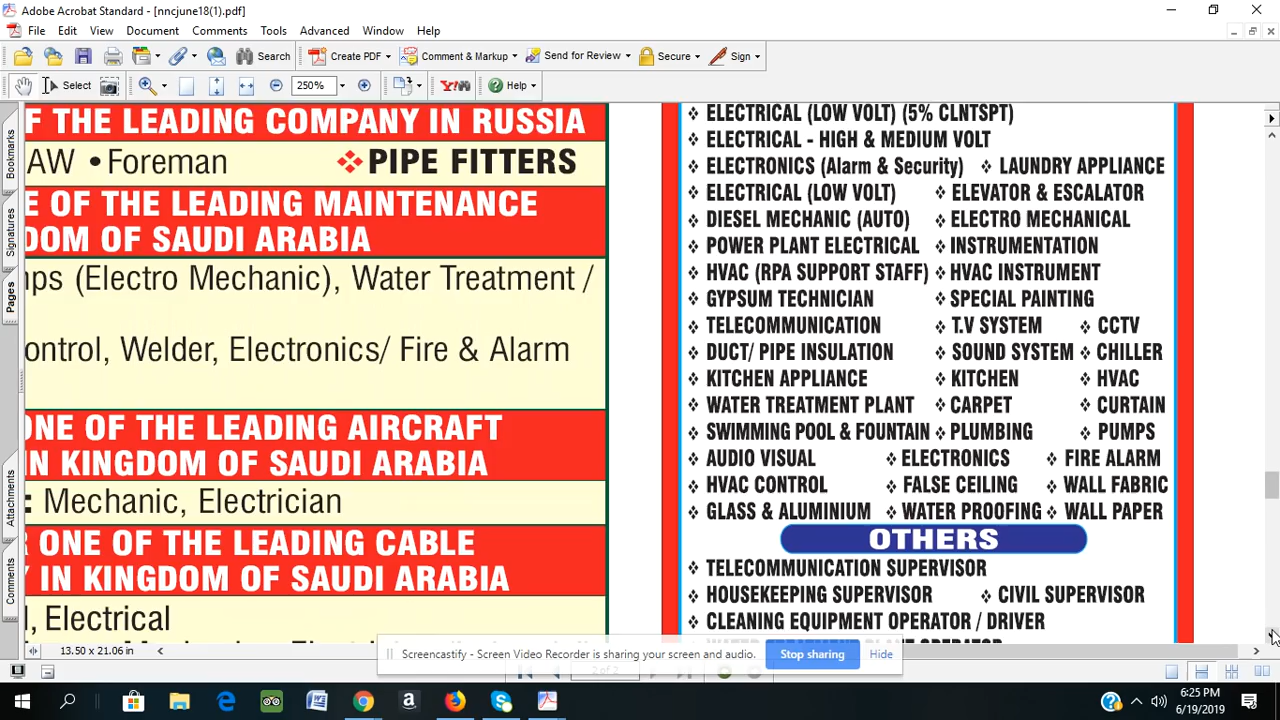 Adobe Acrobat Standard - [nncjune18(1).pdf]
File Edit View Document Comments Tools Advanced Window Help
Search Create PDF Comment & Markup Send for Review Secure Sign
Select 250% Y! Help
Bookmarks
Signatures
Pages
Attachments
Comments
F THE LEADING COMPANY IN RUSSIA
AW • Foreman ❖ PIPE FITTERS
E OF THE LEADING MAINTENANCE
DOM OF SAUDI ARABIA
ps (Electro Mechanic), Water Treatment /
ontrol, Welder, Electronics/ Fire & Alarm
ONE OF THE LEADING AIRCRAFT
IN KINGDOM OF SAUDI ARABIA
: Mechanic, Electrician
R ONE OF THE LEADING CABLE
Y IN KINGDOM OF SAUDI ARABIA
, Electrical
❖ ELECTRICAL (LOW VOLT) (5% CLNTSPT)
❖ ELECTRICAL - HIGH & MEDIUM VOLT
❖ ELECTRONICS (Alarm & Security) ❖ LAUNDRY APPLIANCE
❖ ELECTRICAL (LOW VOLT) ❖ ELEVATOR & ESCALATOR
❖ DIESEL MECHANIC (AUTO) ❖ ELECTRO MECHANICAL
❖ POWER PLANT ELECTRICAL ❖ INSTRUMENTATION
❖ HVAC (RPA SUPPORT STAFF) ❖ HVAC INSTRUMENT
❖ GYPSUM TECHNICIAN ❖ SPECIAL PAINTING
❖ TELECOMMUNICATION ❖ T.V SYSTEM ❖ CCTV
❖ DUCT/ PIPE INSULATION ❖ SOUND SYSTEM ❖ CHILLER
❖ KITCHEN APPLIANCE ❖ KITCHEN ❖ HVAC
❖ WATER TREATMENT PLANT ❖ CARPET ❖ CURTAIN
❖ SWIMMING POOL & FOUNTAIN ❖ PLUMBING ❖ PUMPS
❖ AUDIO VISUAL ❖ ELECTRONICS ❖ FIRE ALARM
❖ HVAC CONTROL ❖ FALSE CEILING ❖ WALL FABRIC
❖ GLASS & ALUMINIUM ❖ WATER PROOFING ❖ WALL PAPER
OTHERS
❖ TELECOMMUNICATION SUPERVISOR
❖ HOUSEKEEPING SUPERVISOR ❖ CIVIL SUPERVISOR
❖ CLEANING EQUIPMENT OPERATOR / DRIVER
Screencastify - Screen Video Recorder is sharing your screen and audio. Stop sharing Hide
13.50 x 21.06 in
2 of 2
6:25 PM
6/19/2019